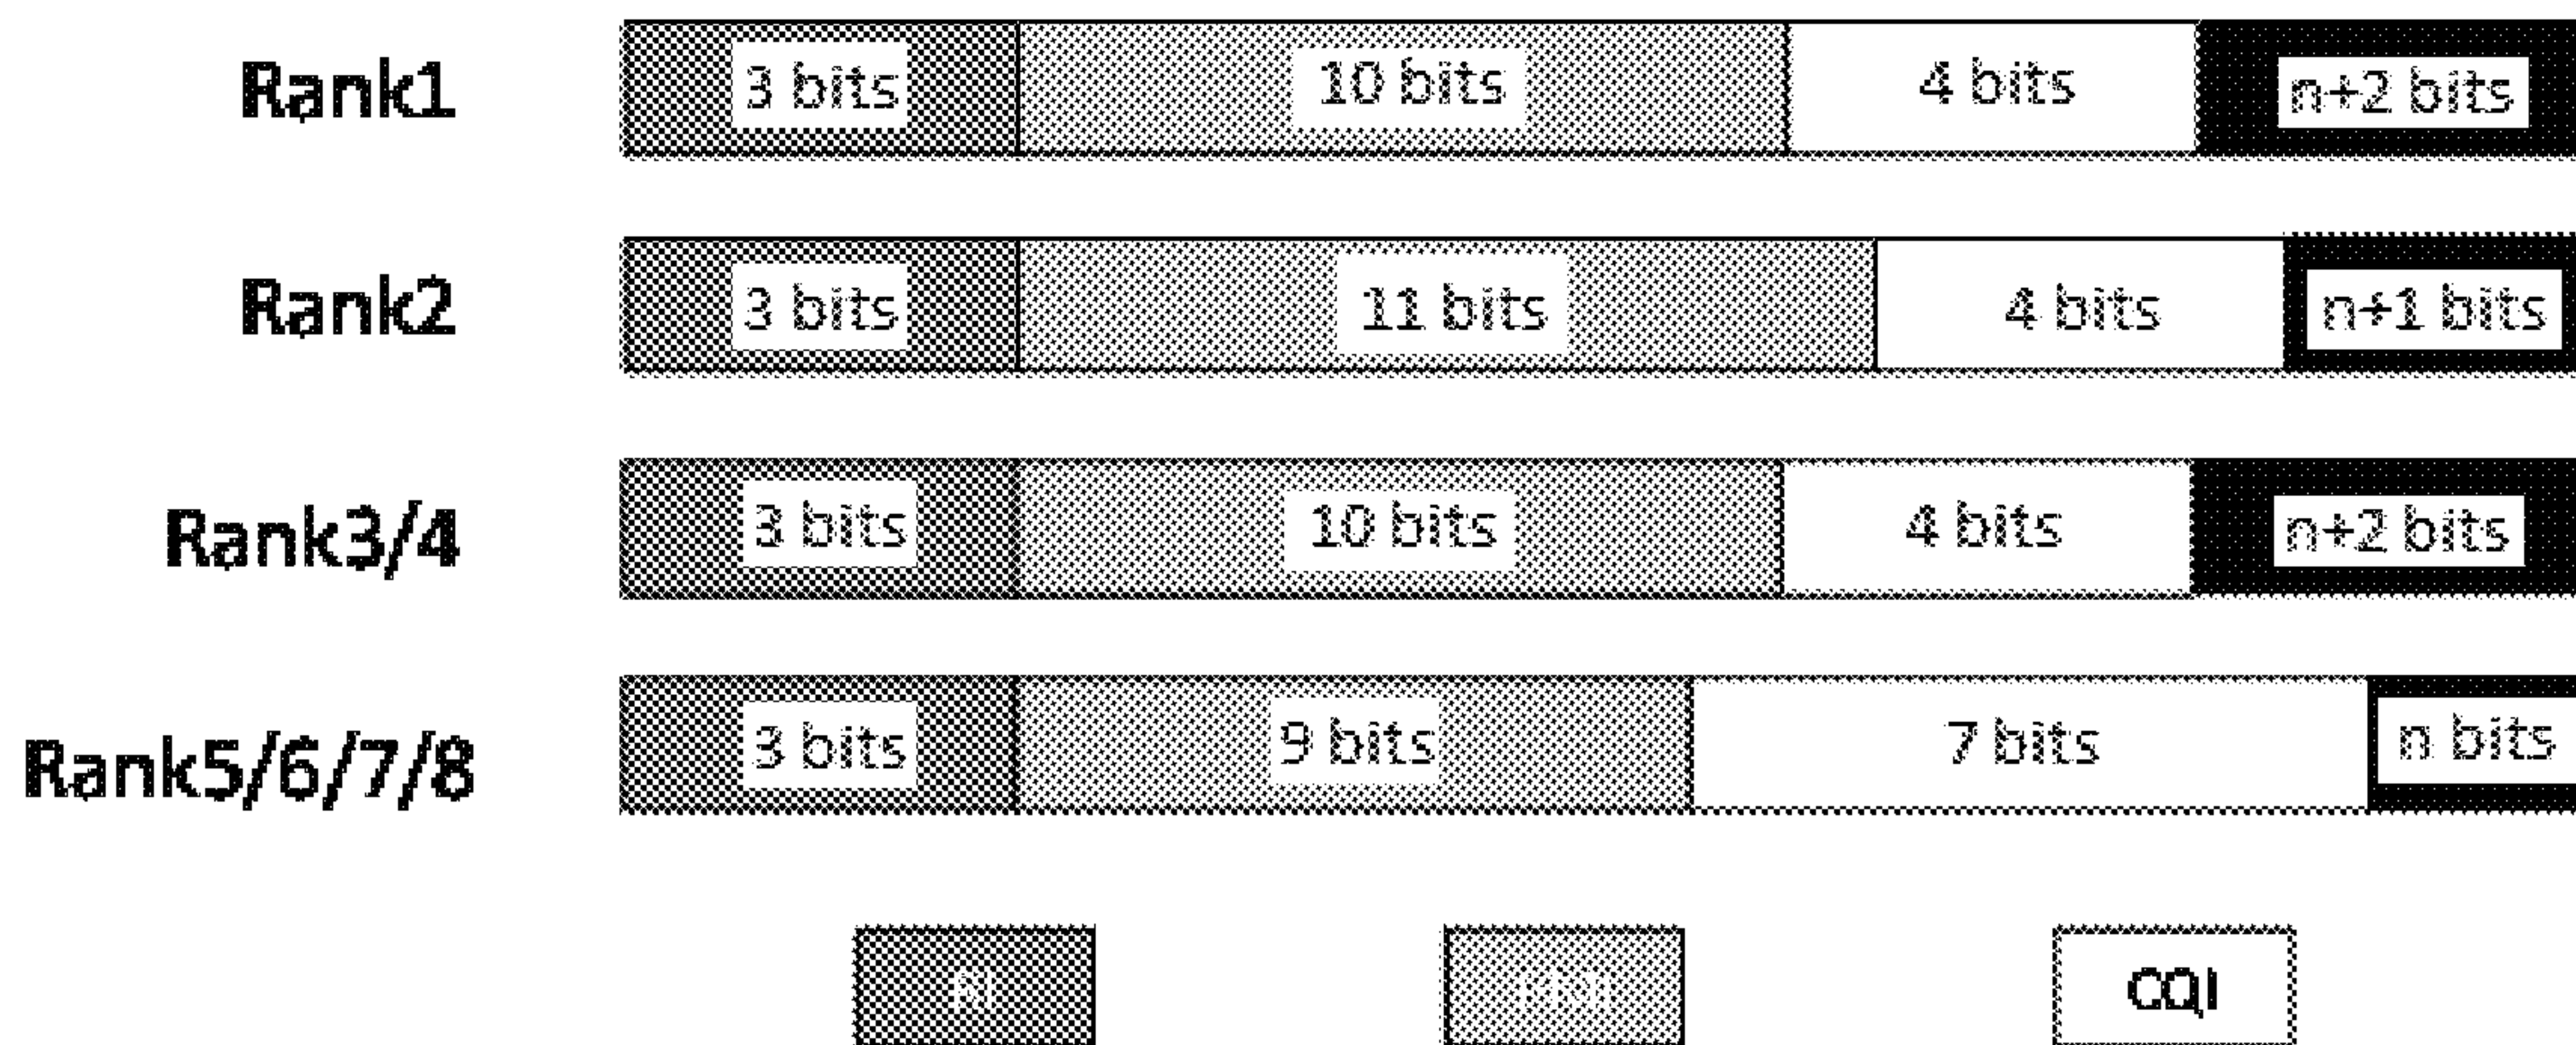 Rank1 3 bits 10 bits 4 bits n+2 bits
Rank2 3 bits 11 bits 4 bits n+1 bits
Rank3/4 3 bits 10 bits 4 bits n+2 bits
Rank5/6/7/8 3 bits 9 bits 7 bits n bits
RI CQI